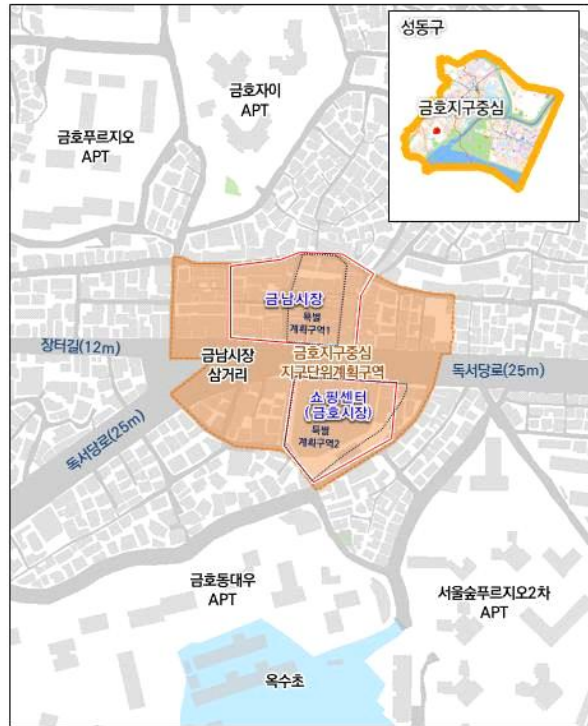 성동구
금호지구중심
금호자이
APT
금호푸르지오
APT
금남시장
특별
계획구역1
장터길(12m)
금남시장
삼거리
금호지구중심
지구단위계획구역
독서당로(25m)
쇼핑센터
(금호시장)
특별
계획구역2
독서당로(25m)
금호동대우
APT
서울숲푸르지오2차
APT
옥수초